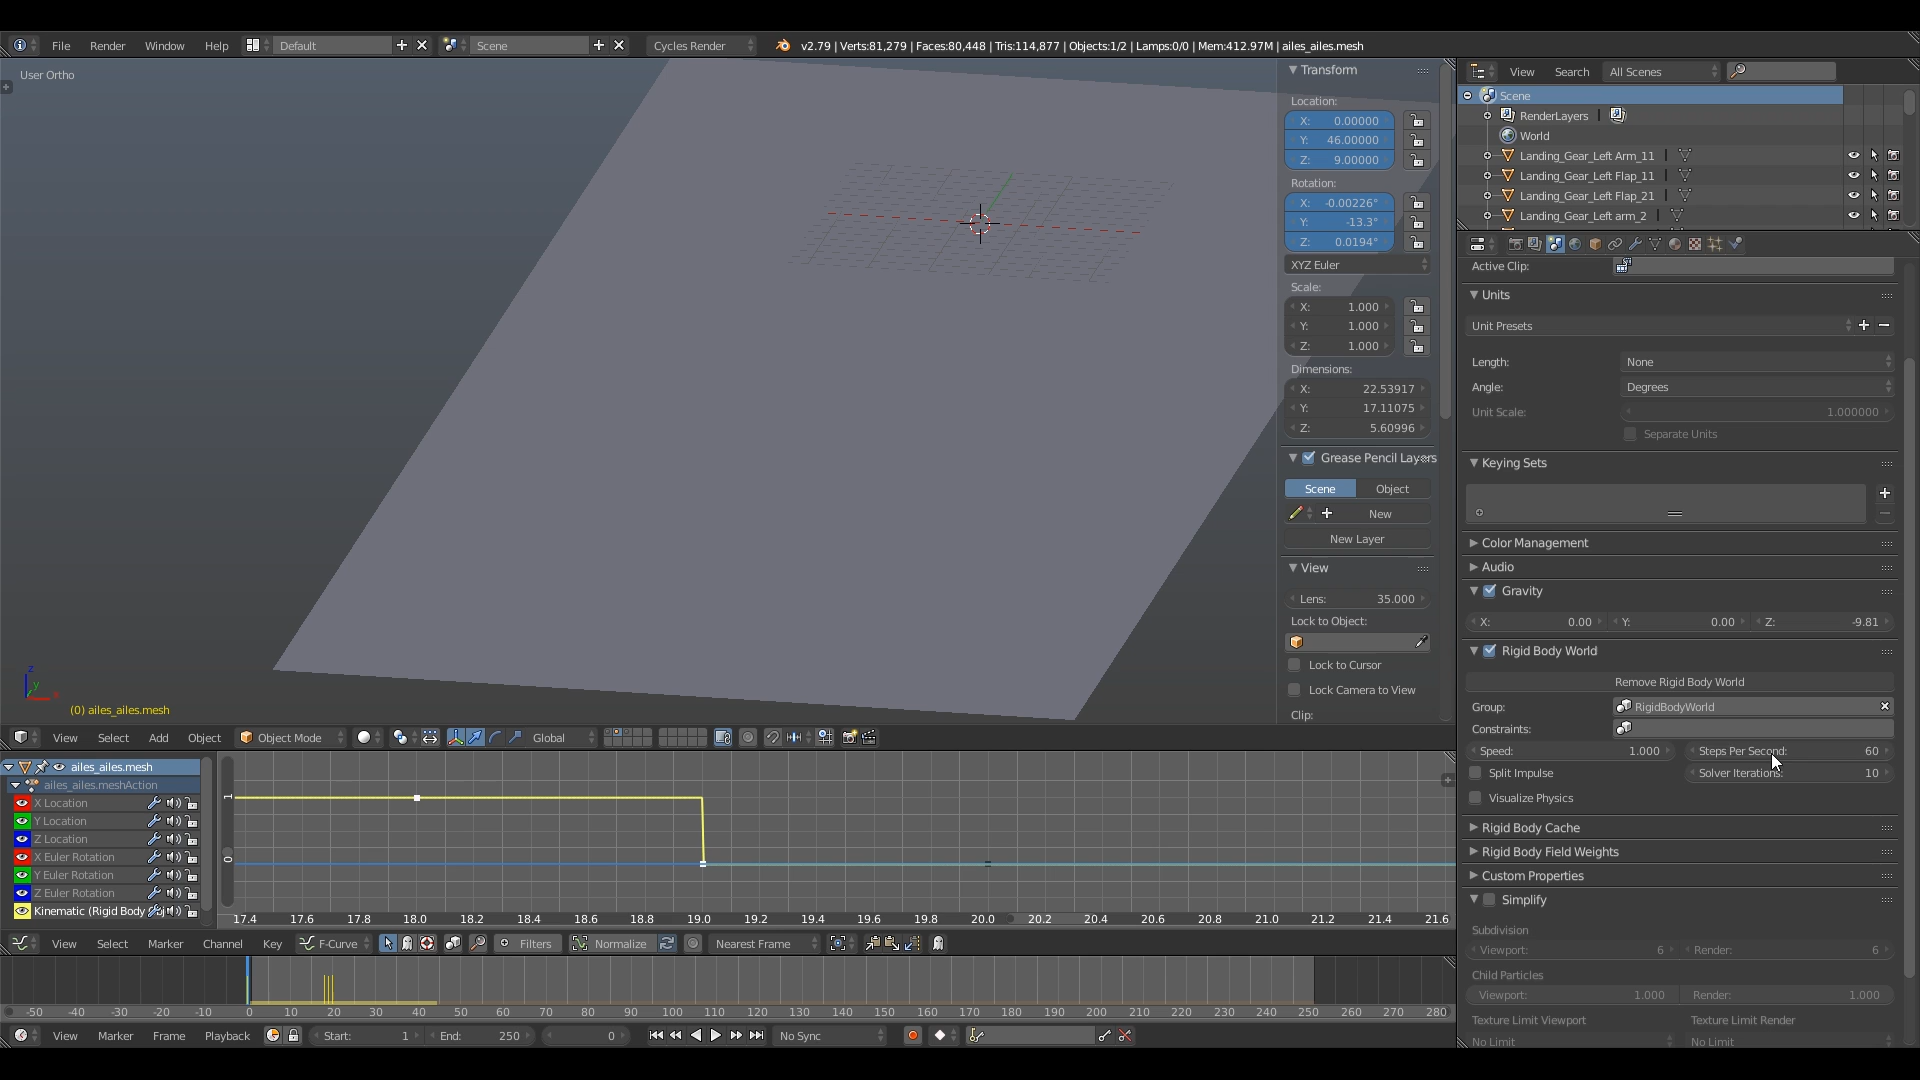 File Render Window Help Default Scene Cycles Render v2.79 | Verts:81,279 | Faces:80,448 | Tris:114,877 | Objects:1/2 | Lamps:0/0 | Mem:412.97M | ailes_ailes.mesh
User Ortho
Transform
Location:
X: 0.00000
Y: 46.00000
Z: 9.00000
Rotation:
X: -0.00226°
Y: -13.3°
Z: 0.0194°
XYZ Euler
Scale:
X: 1.000
Y: 1.000
Z: 1.000
Dimensions:
X: 22.53917
Y: 17.11075
Z: 5.60996
Grease Pencil Layers
Scene Object
New
New Layer
View
Lens: 35.000
Lock to Object:
Lock to Cursor
Lock Camera to View
Clip:
z
y
x
(0) ailes_ailes.mesh
View Select Add Object Object Mode Global
View Search All Scenes
Scene
RenderLayers |
World
Landing_Gear_Left Arm_11 |
Landing_Gear_Left Flap_11 |
Landing_Gear_Left Flap_21 |
Landing_Gear_Left arm_2 |
Active Clip:
Units
Unit Presets
Length: None
Angle: Degrees
Unit Scale: 1.000000
Separate Units
Keying Sets
Color Management
Audio
Gravity
X: 0.00 Y: 0.00 Z: -9.81
Rigid Body World
Remove Rigid Body World
Group: RigidBodyWorld
Constraints:
Speed: 1.000 Steps Per Second: 60
Split Impulse Solver Iterations: 10
Visualize Physics
Rigid Body Cache
Rigid Body Field Weights
Custom Properties
Simplify
Subdivision
Viewport: 6 Render: 6
Child Particles
Viewport: 1.000 Render: 1.000
Texture Limit Viewport Texture Limit Render
No Limit No Limit
ailes_ailes.mesh
ailes_ailes.meshAction
X Location
Y Location
Z Location
X Euler Rotation
Y Euler Rotation
Z Euler Rotation
Kinematic (Rigid Body
1
0
17.4 17.6 17.8 18.0 18.2 18.4 18.6 18.8 19.0 19.2 19.4 19.6 19.8 20.0 20.2 20.4 20.6 20.8 21.0 21.2 21.4 21.6
View Select Marker Channel Key F-Curve Filters Normalize Nearest Frame
-50 -40 -30 -20 -10 0 10 20 30 40 50 60 70 80 90 100 110 120 130 140 150 160 170 180 190 200 210 220 230 240 250 260 270 280
View Marker Frame Playback Start: 1 End: 250 0 No Sync